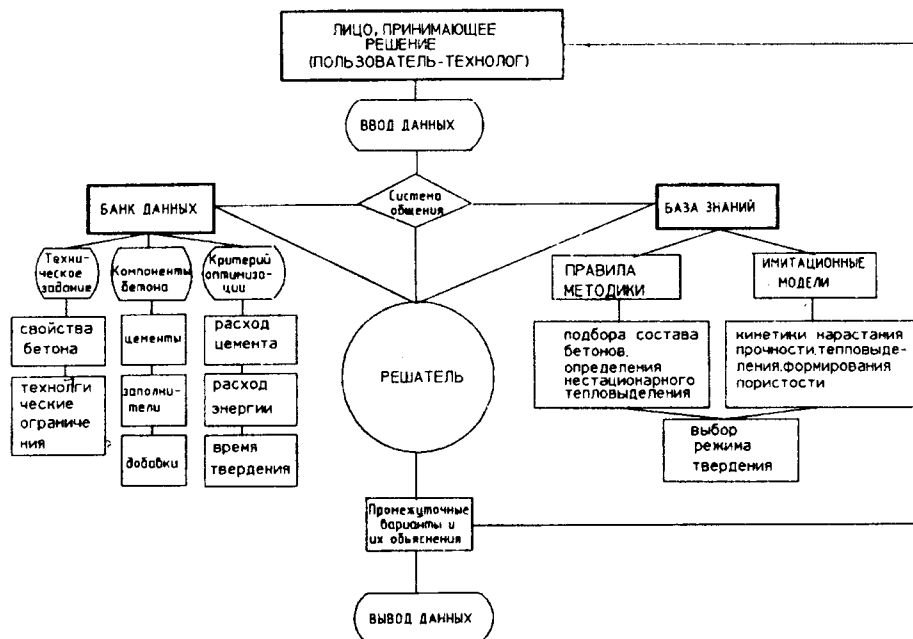 ЛИЦО, ПРИНИМАЮЩЕЕ
РЕШЕНИЕ
(ПОЛЬЗОВАТЕЛЬ-ТЕХНОЛОГ)
ВВОД ДАННЫХ
Система
общения
БАНК ДАННЫХ
БАЗА ЗНАНИЙ
Техни-
ческое
задание
Компоненты
бетона
Критерий
оптимиза-
ции
свойства
бетона
технолги
ческие
ограниче
ния
цементы
заполни-
тели
добавки
расход
цемента
расход
энергии
время
твердения
РЕШАТЕЛЬ
ПРАВИЛА
МЕТОДИКИ
ИМИТАЦИОННЫЕ
МОДЕЛИ
подбора состава
бетонов,
определения
нестационарного
тепловыделения
кинетики нарастания
прочности,тепловыде-
ления,формирования
пористости
выбор
режима
твердения
Промежуточные
варианты и
их объяснения
ВЫВОД ДАННЫХ